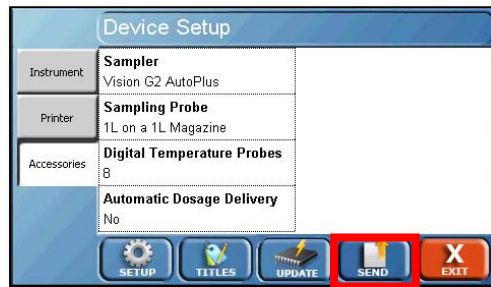 Device Setup
Instrument
Printer
Accessories
Sampler
Vision G2 AutoPlus
Sampling Probe
1L on a 1L Magazine
Digital Temperature Probes
8
Automatic Dosage Delivery
No
SETUP
TITLES
UPDATE
SEND
X
EXIT